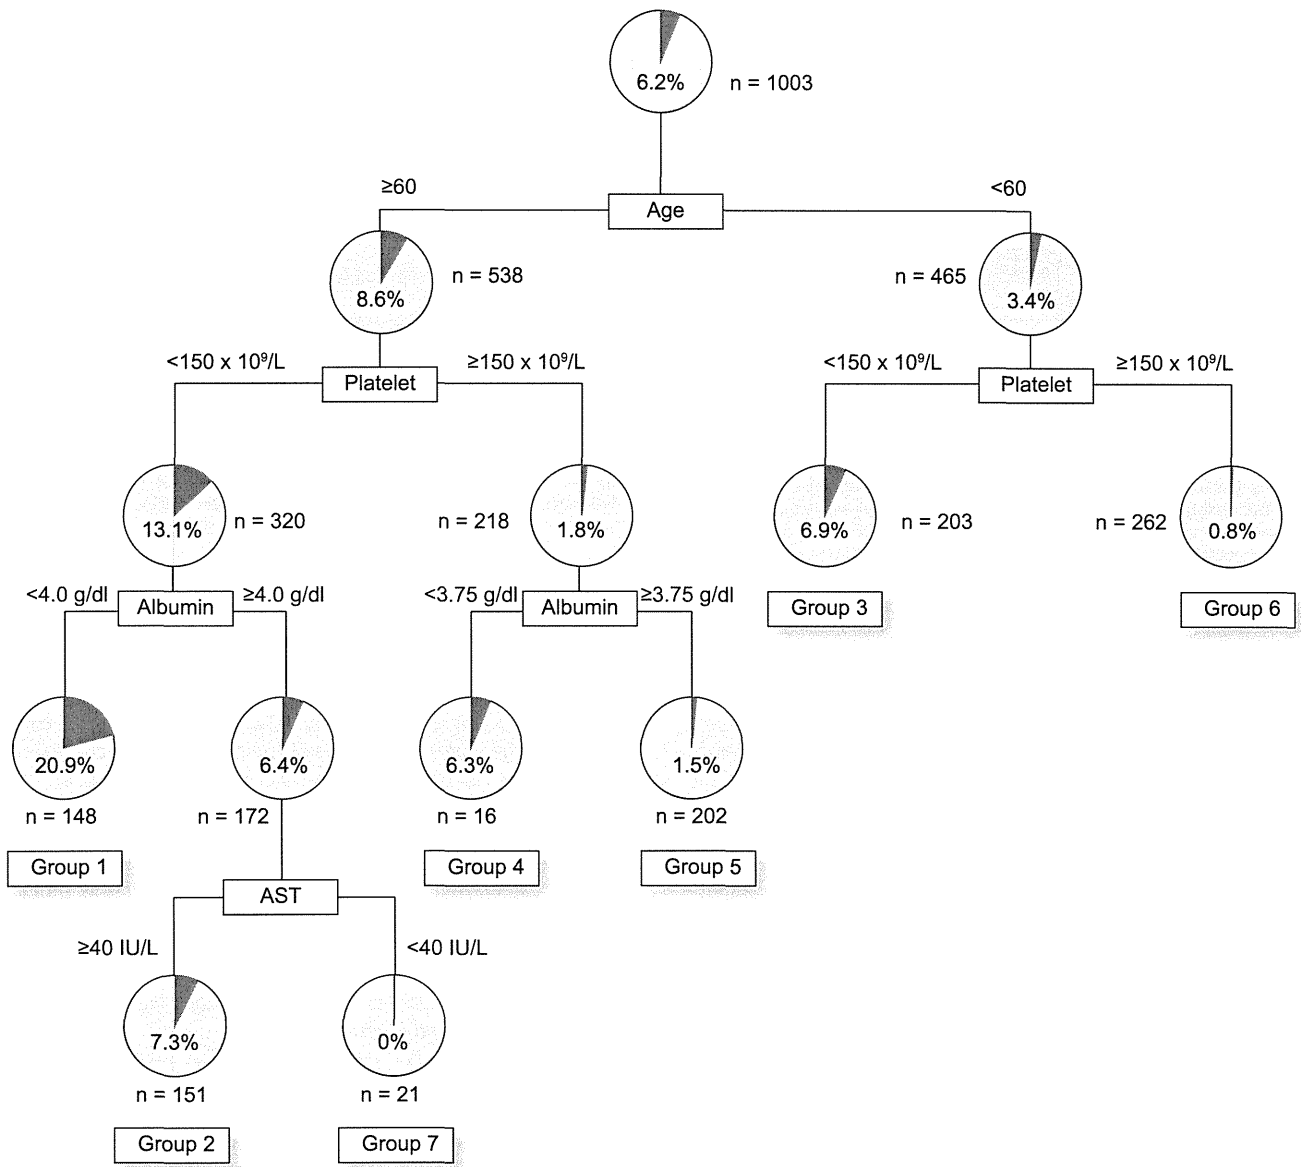 6.2%
n = 1003
≥60
<60
Age
8.6%
n = 538
n = 465
3.4%
<150 x 10⁹/L
≥150 x 10⁹/L
Platelet
<150 x 10⁹/L
≥150 x 10⁹/L
Platelet
13.1%
n = 320
n = 218
1.8%
6.9%
n = 203
n = 262
0.8%
<4.0 g/dl
Albumin
≥4.0 g/dl
<3.75 g/dl
Albumin
≥3.75 g/dl
Group 3
Group 6
20.9%
6.4%
6.3%
1.5%
n = 148
n = 172
n = 16
n = 202
Group 1
Group 4
Group 5
AST
≥40 IU/L
<40 IU/L
7.3%
0%
n = 151
n = 21
Group 2
Group 7